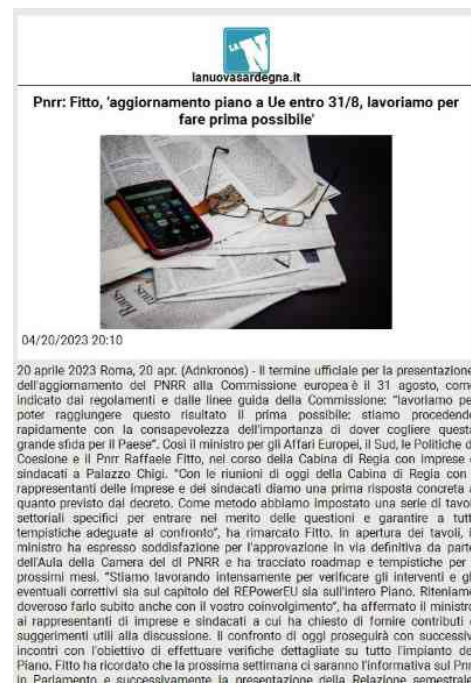 LA
N
lanuovasardegna.it
Pnrr: Fitto, 'aggiornamento piano a Ue entro 31/8, lavoriamo per
fare prima possibile'
04/20/2023 20:10
20 aprile 2023 Roma, 20 apr. (Adnkronos) - Il termine ufficiale per la presentazione
dell'aggiornamento del PNRR alla Commissione europea è il 31 agosto, come
indicato dai regolamenti e dalle linee guida della Commissione: "lavoriamo pe
poter raggiungere questo risultato il prima possibile: stiamo procedendo
rapidamente con la consapevolezza dell'importanza di dover cogliere questa
grande sfida per il Paese". Così il ministro per gli Affari Europei, il Sud, le Politiche d
Coesione e il Pnrr Raffaele Fitto, nel corso della Cabina di Regia con imprese e
sindacati a Palazzo Chigi. "Con le riunioni di oggi della Cabina di Regia con
rappresentanti delle imprese e dei sindacati diamo una prima risposta concreta a
quanto previsto dal decreto. Come metodo abbiamo impostato una serie di tavol
settoriali specifici per entrare nel merito delle questioni e garantire a tutt
tempistiche adeguate al confronto", ha rimarcato Fitto. In apertura dei tavoli, i
ministro ha espresso soddisfazione per l'approvazione in via definitiva da parte
dell'Aula della Camera del dl PNRR e ha tracciato roadmap e tempistiche per
prossimi mesi. "Stiamo lavorando intensamente per verificare gli interventi e gl
eventuali correttivi sia sul capitolo del REPowerEU sia sull'intero Piano. Riteniamo
doveroso farlo subito anche con il vostro coinvolgimento", ha affermato il ministro
ai rappresentanti di imprese e sindacati a cui ha chiesto di fornire contributi e
suggerimenti utili alla discussione. Il confronto di oggi proseguirà con successiv
incontri con l'obiettivo di effettuare verifiche dettagliate su tutto l'impianto de
Piano. Fitto ha ricordato che la prossima settimana ci saranno l'informativa sul Pnrr
in Parlamento e successivamente la presentazione della Relazione semestrale